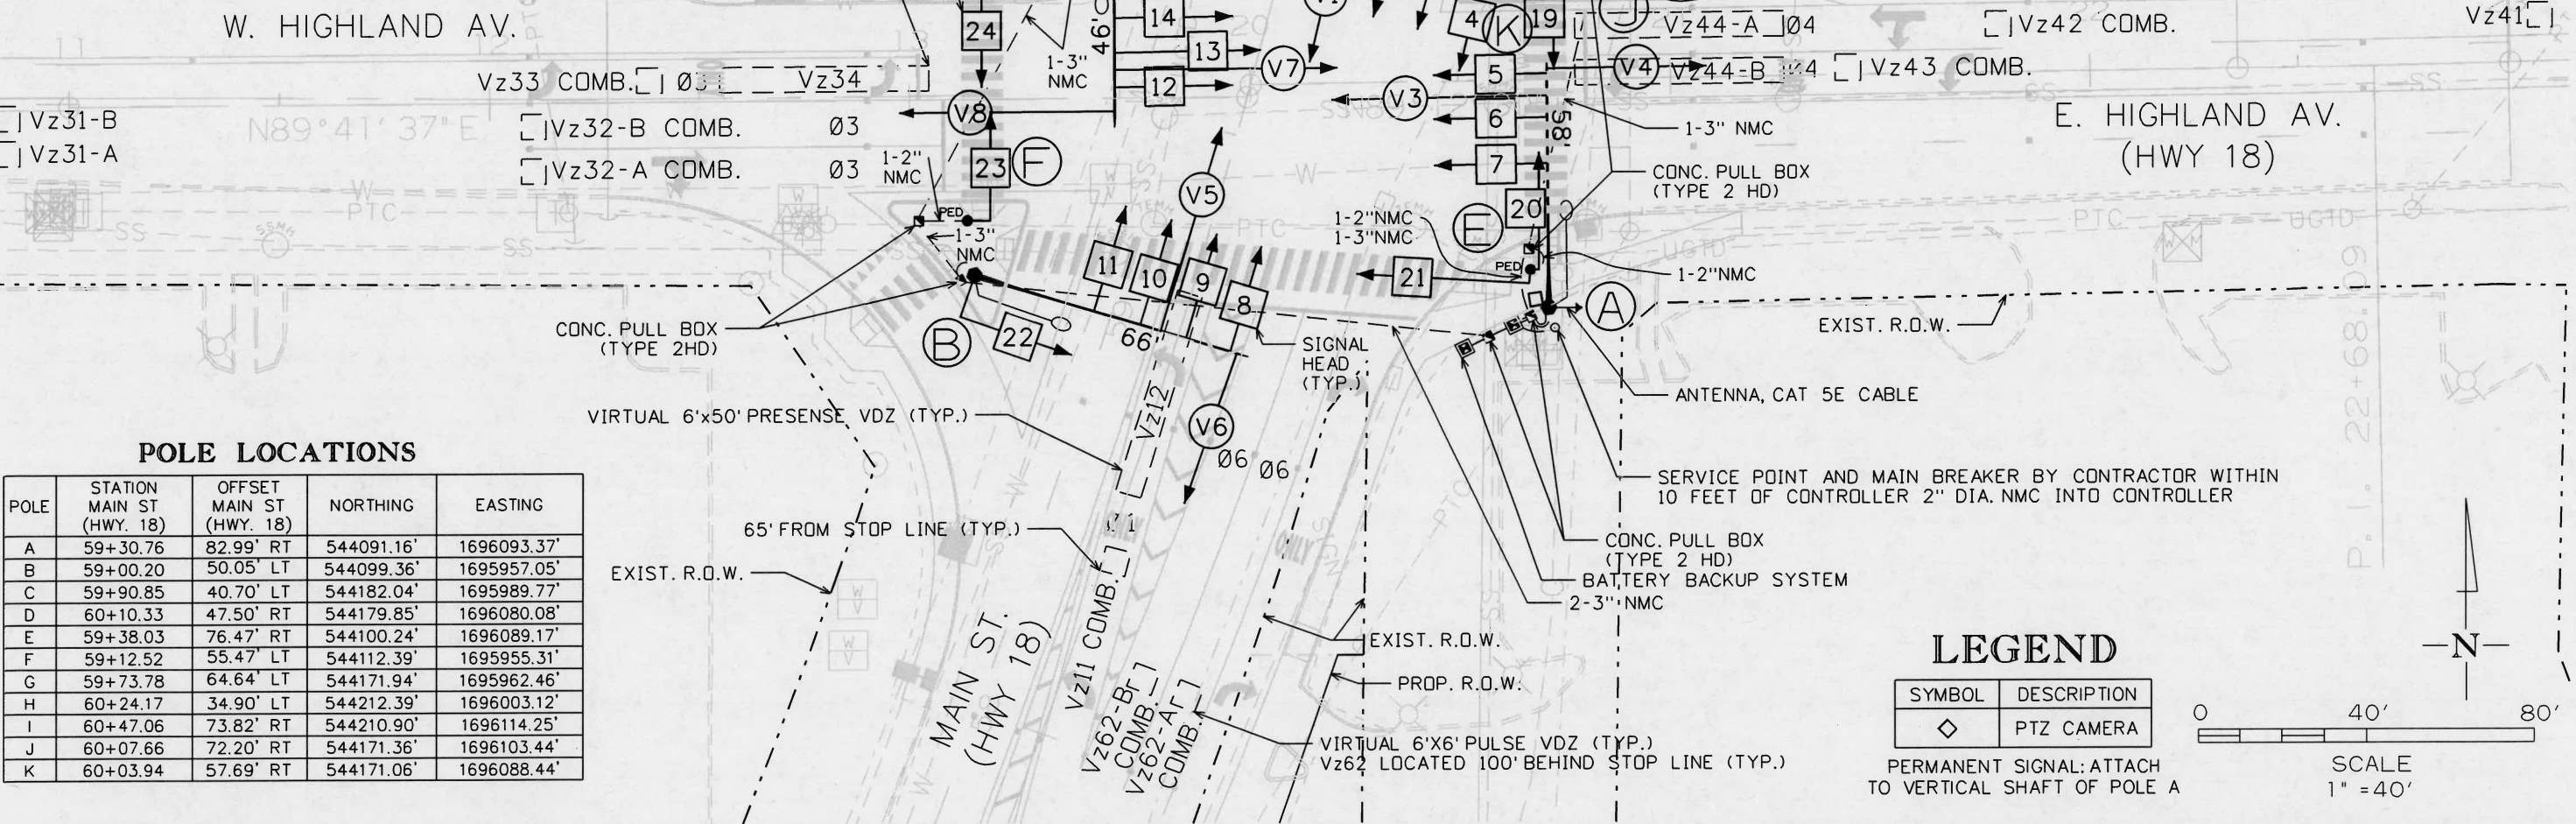 W. HIGHLAND AV.
24
1-3"
NMC
46'
14
13
12
V7
4
K
19
5
V4
Vz44-A Ø4
Vz44-B
Vz42 COMB.
Vz41
Vz43 COMB.
Vz33 COMB.
Vz34
V8
V3
6
58'
1-3" NMC
E. HIGHLAND AV.
(HWY 18)
Vz31-B
Vz31-A
N89°41'37"E
Vz32-B COMB. Ø3
Vz32-A COMB. Ø3
1-2"
NMC
23
F
7
CONC. PULL BOX
(TYPE 2 HD)
V5
20
W
PTC
SS
SSMH
PED
1-3"
NMC
1-2"NMC
1-3"NMC
E
PTC
UGTD
11
10
9
8
21
PED
1-2"NMC
A
EXIST. R.O.W.
CONC. PULL BOX
(TYPE 2HD)
B
22
66'
SIGNAL
HEAD
(TYP.)
ANTENNA, CAT 5E CABLE
VIRTUAL 6'x50' PRESENSE VDZ (TYP.)
Vz12
V6
Ø6 Ø6
P.I. 22+68.09
SERVICE POINT AND MAIN BREAKER BY CONTRACTOR WITHIN
10 FEET OF CONTROLLER 2" DIA. NMC INTO CONTROLLER
65' FROM STOP LINE (TYP.)
EXIST. R.O.W.
CONC. PULL BOX
(TYPE 2 HD)
BATTERY BACKUP SYSTEM
2-3" NMC
MAIN ST.
(HWY 18)
Vz11 COMB.
Vz62-Br
COMB.
Vz62-Ar
COMB.
EXIST. R.O.W.
PROP. R.O.W.
VIRTUAL 6'X6' PULSE VDZ (TYP.)
Vz62 LOCATED 100' BEHIND STOP LINE (TYP.)
POLE LOCATIONS
POLE STATION MAIN ST (HWY. 18) OFFSET MAIN ST (HWY. 18) NORTHING EASTING
A 59+30.76 82.99' RT 544091.16' 1696093.37'
B 59+00.20 50.05' LT 544099.36' 1695957.05'
C 59+90.85 40.70' LT 544182.04' 1695989.77'
D 60+10.33 47.50' RT 544179.85' 1696080.08'
E 59+38.03 76.47' RT 544100.24' 1696089.17'
F 59+12.52 55.47' LT 544112.39' 1695955.31'
G 59+73.78 64.64' LT 544171.94' 1695962.46'
H 60+24.17 34.90' LT 544212.39' 1696003.12'
I 60+47.06 73.82' RT 544210.90' 1696114.25'
J 60+07.66 72.20' RT 544171.36' 1696103.44'
K 60+03.94 57.69' RT 544171.06' 1696088.44'
LEGEND
SYMBOL DESCRIPTION
PTZ CAMERA
PERMANENT SIGNAL: ATTACH
TO VERTICAL SHAFT OF POLE A
N
0 40' 80'
SCALE
1" =40'